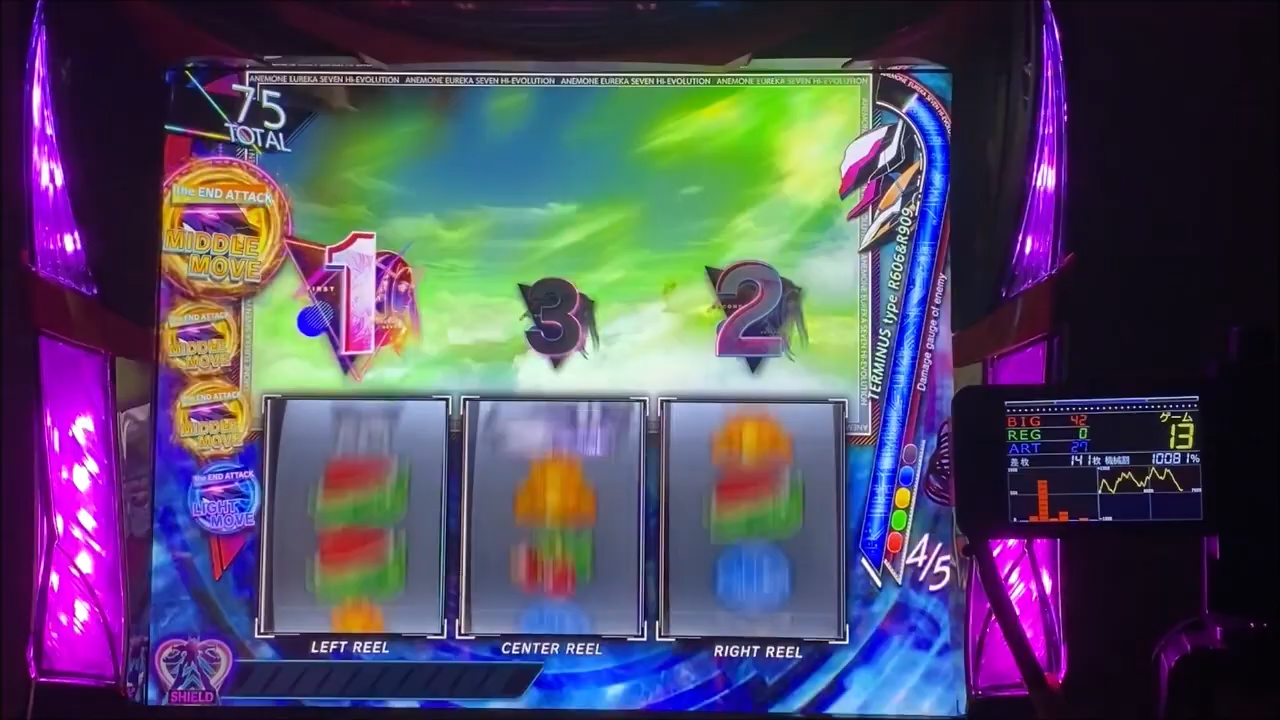 ANEMONE EUREKA SEVEN HI-EVOLUTION ANEMONE EUREKA SEVEN HI-EVOLUTION ANEMONE EUREKA SEVEN HI-EVOLUTION ANEMONE EUREKA SEVEN HI-EVOLUTION
75
TOTAL
the END ATTACK
MIDDLE
MOVE
the END ATTACK
MIDDLE
MOVE
the END ATTACK
MIDDLE
MOVE
the END ATTACK
LIGHT
MOVE
FIRST
1
3
2
TERMINUS type R606&R909
Damage gauge of enemy
4/5
LEFT REEL
CENTER REEL
RIGHT REEL
SHIELD
BIG 42
REG 0
ART 27
ゲーム
13
差枚 141枚 機械割 10081%